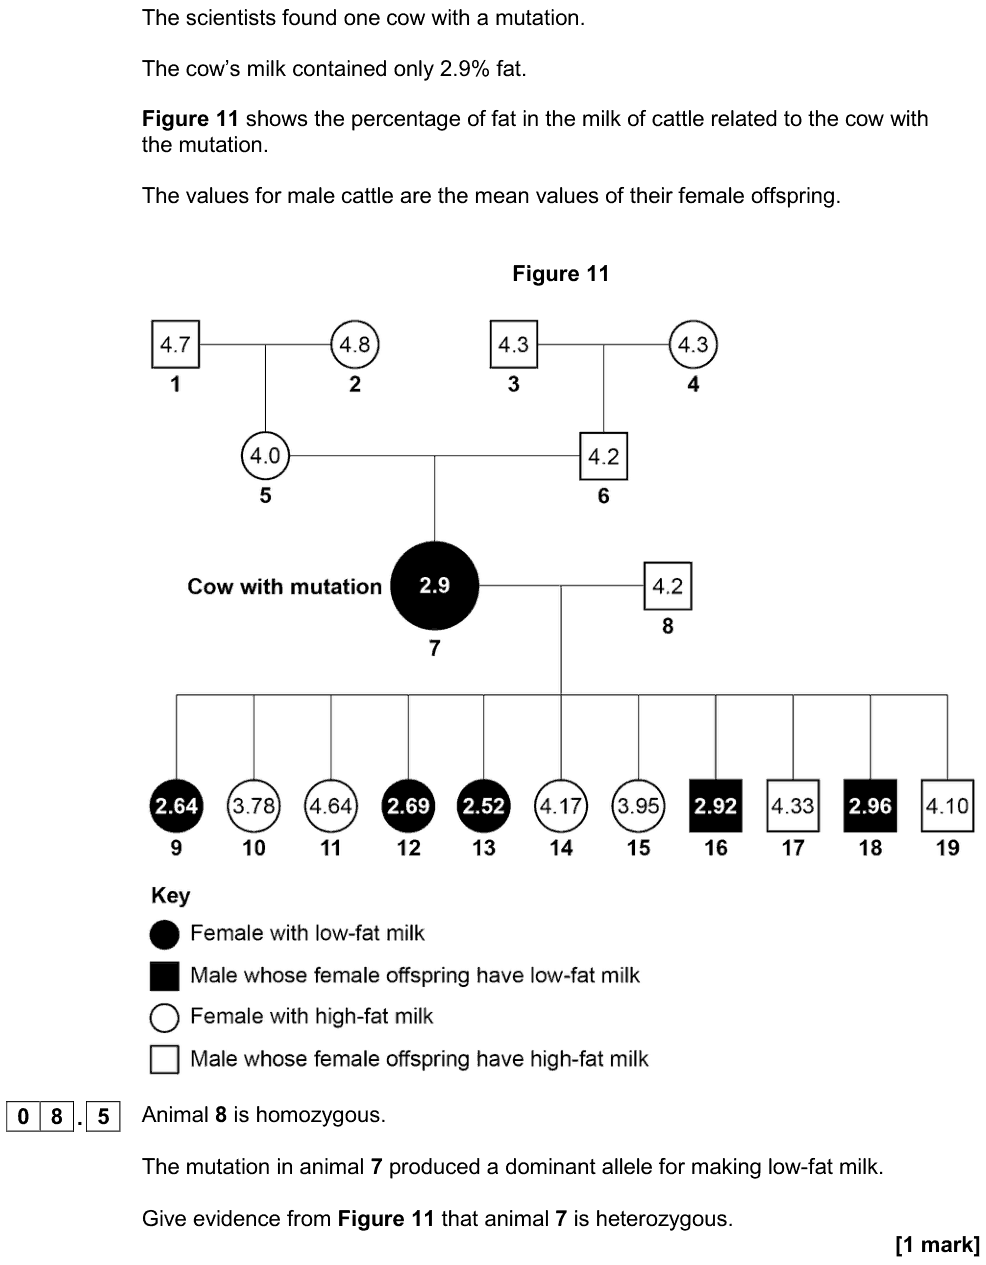 The scientists found one cow with a mutation.
The cow's milk contained only 2.9% fat.
Figure 11 shows the percentage of fat in the milk of cattle related to the cow with
the mutation.
The values for male cattle are the mean values of their female offspring.
Figure 11
4.7 4.8 4.3 4.3
1 2 3 4
4.0 4.2
5 6
Cow with mutation 2.9 4.2
7 8
2.64 3.78 4.64 2.69 2.52 4.17 3.95 2.92 4.33 2.96 4.10
9 10 11 12 13 14 15 16 17 18 19
Key
Female with low-fat milk
Male whose female offspring have low-fat milk
Female with high-fat milk
Male whose female offspring have high-fat milk
0 8 . 5 Animal 8 is homozygous.
The mutation in animal 7 produced a dominant allele for making low-fat milk.
Give evidence from Figure 11 that animal 7 is heterozygous.
[1 mark]